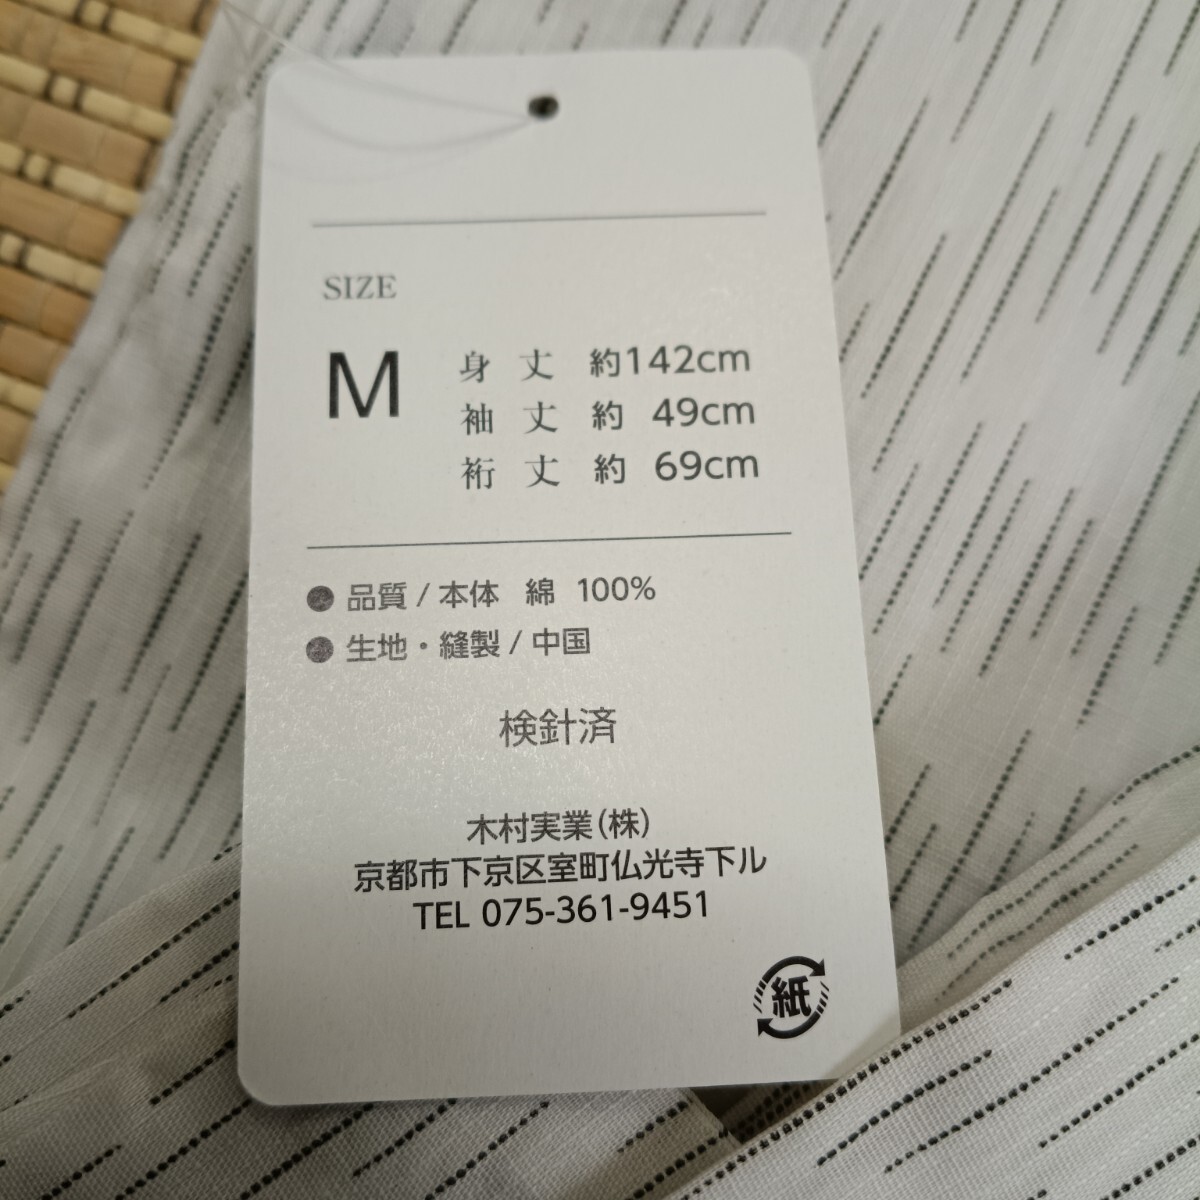 SIZE
M
身丈 約142cm
袖丈 約 49cm
裄丈 約 69cm
● 品質 / 本体 綿 100%
● 生地・縫製 / 中国
検針済
木村実業(株)
京都市下京区室町仏光寺下ル
TEL 075-361-9451
紙